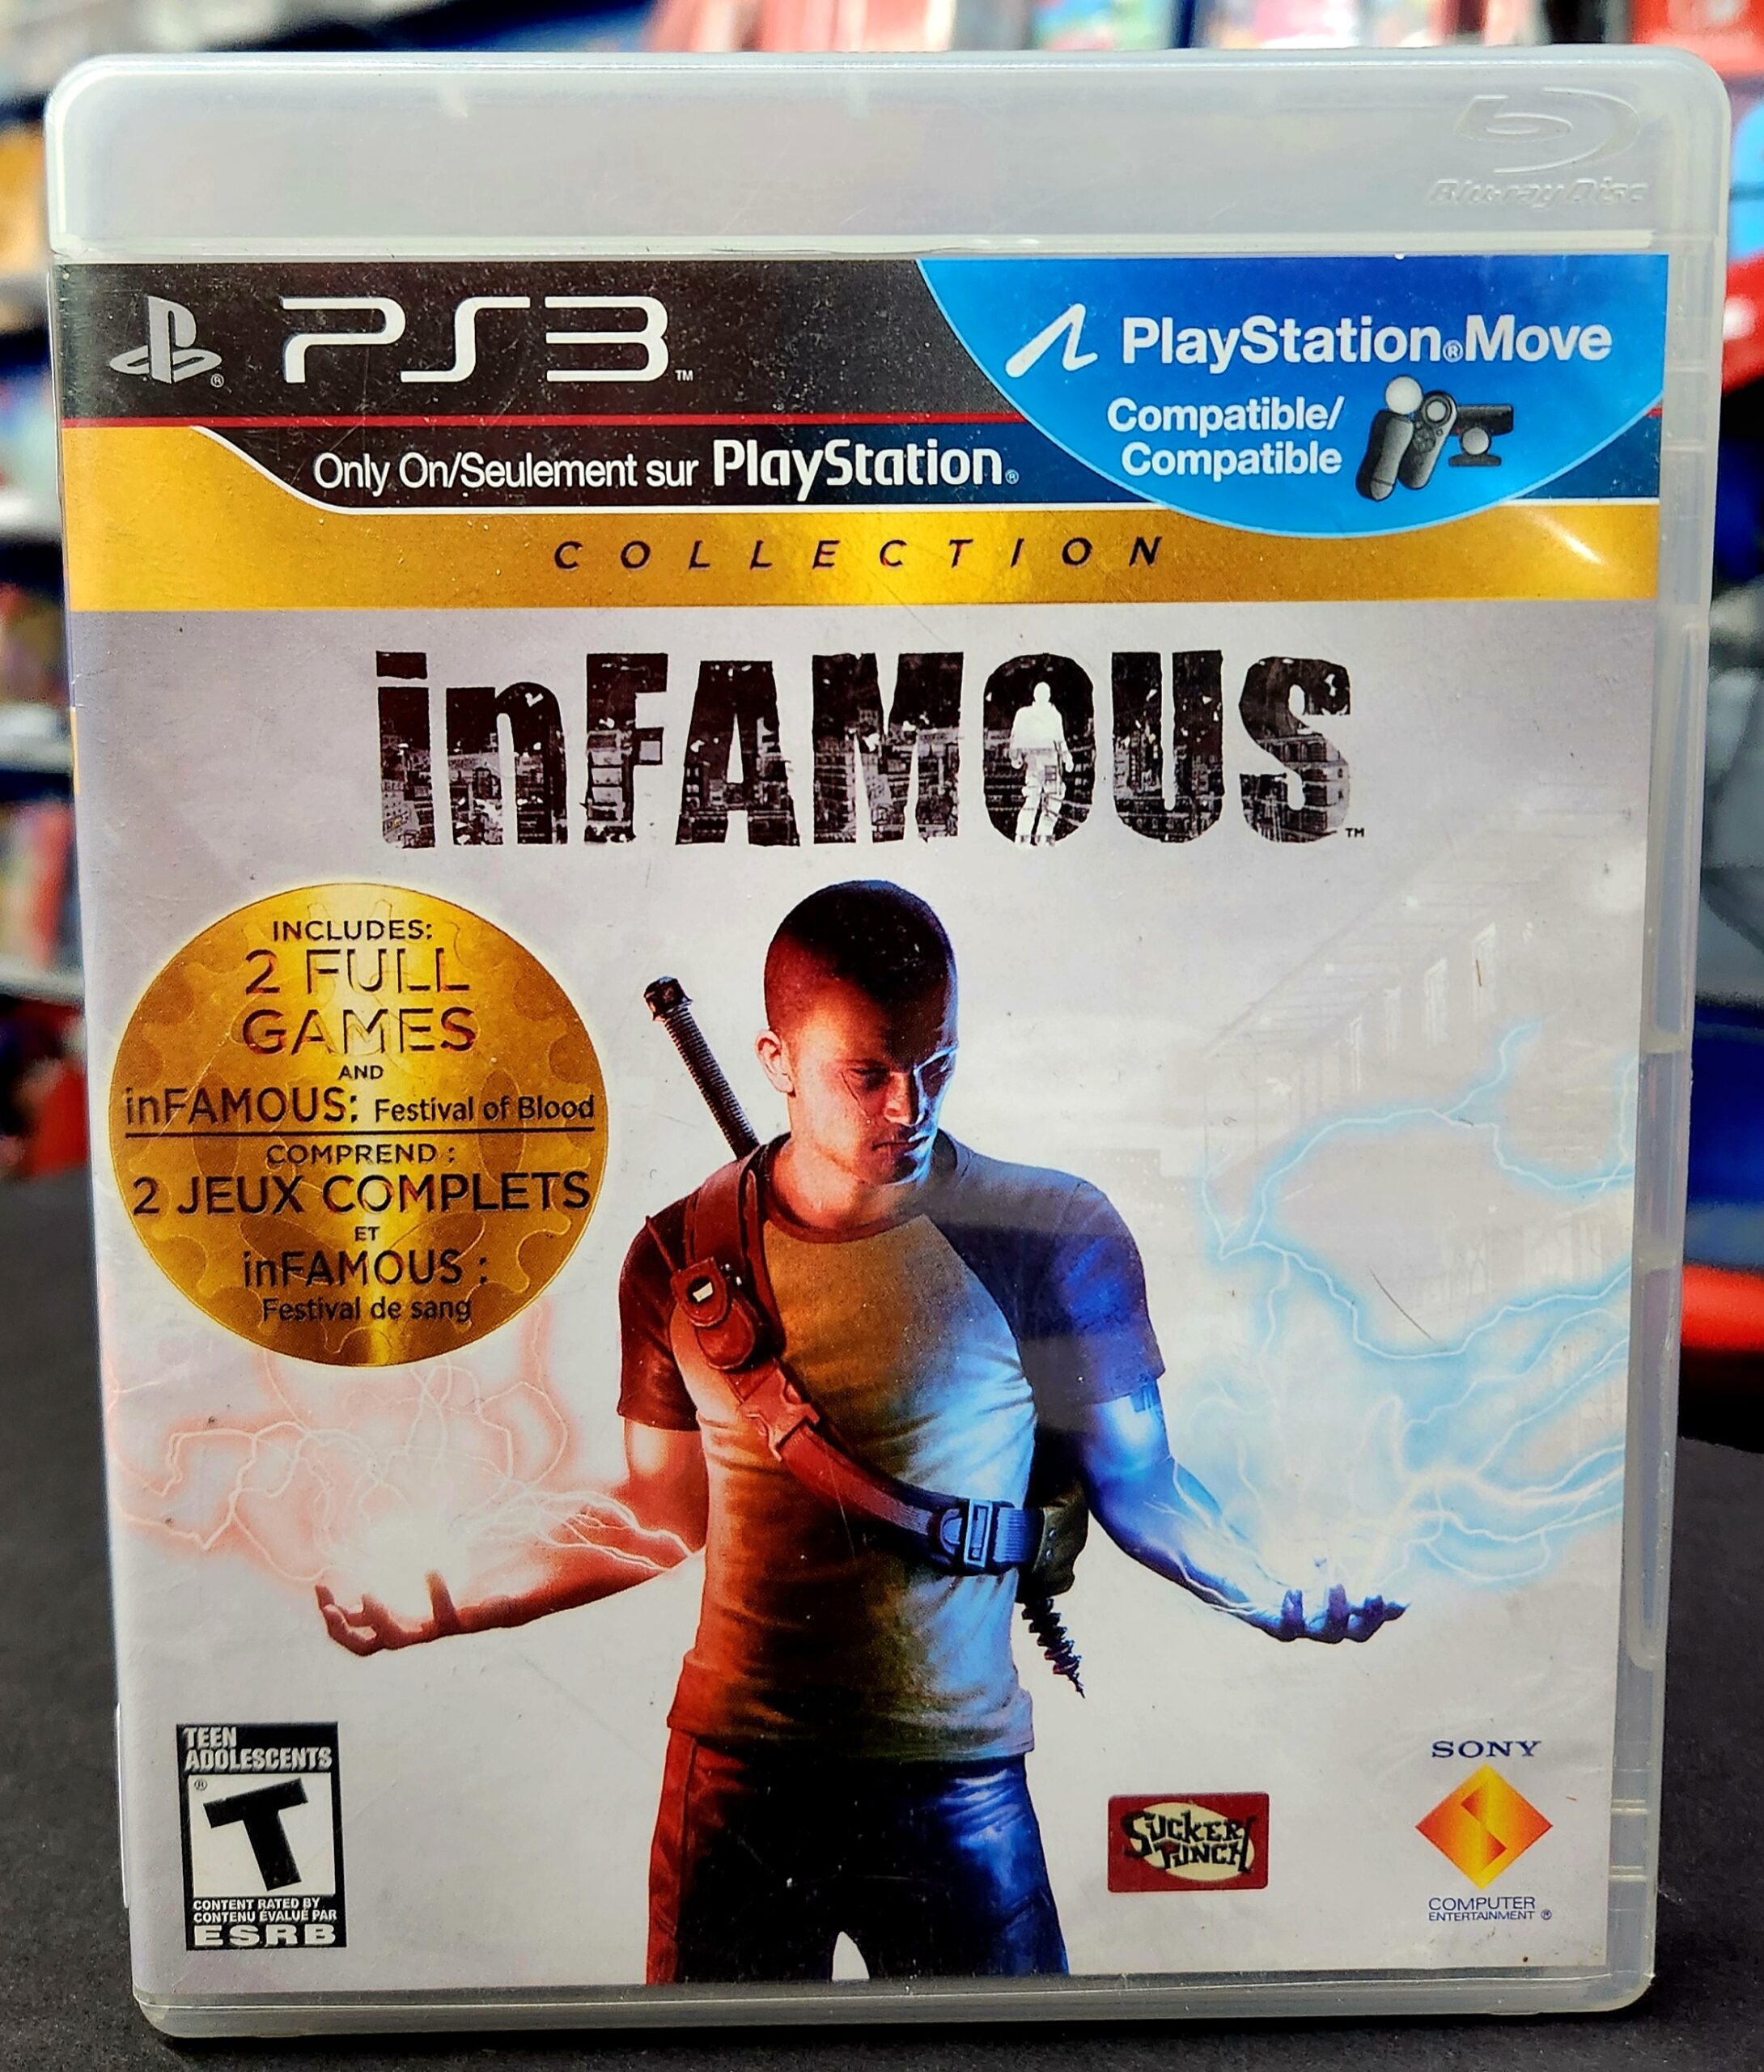 Blu-ray Disc
PS3™
PlayStation®Move
Compatible/
Compatible
Only On/Seulement sur PlayStation®
COLLECTION
inFAMOUS™
INCLUDES:
2 FULL
GAMES
AND
inFAMOUS: Festival of Blood
COMPREND :
2 JEUX COMPLETS
ET
inFAMOUS :
Festival de sang
TEEN
ADOLESCENTS
®
T
CONTENT RATED BY
CONTENU ÉVALUÉ PAR
ESRB
SUCKER
PUNCH
SONY
COMPUTER
ENTERTAINMENT ®